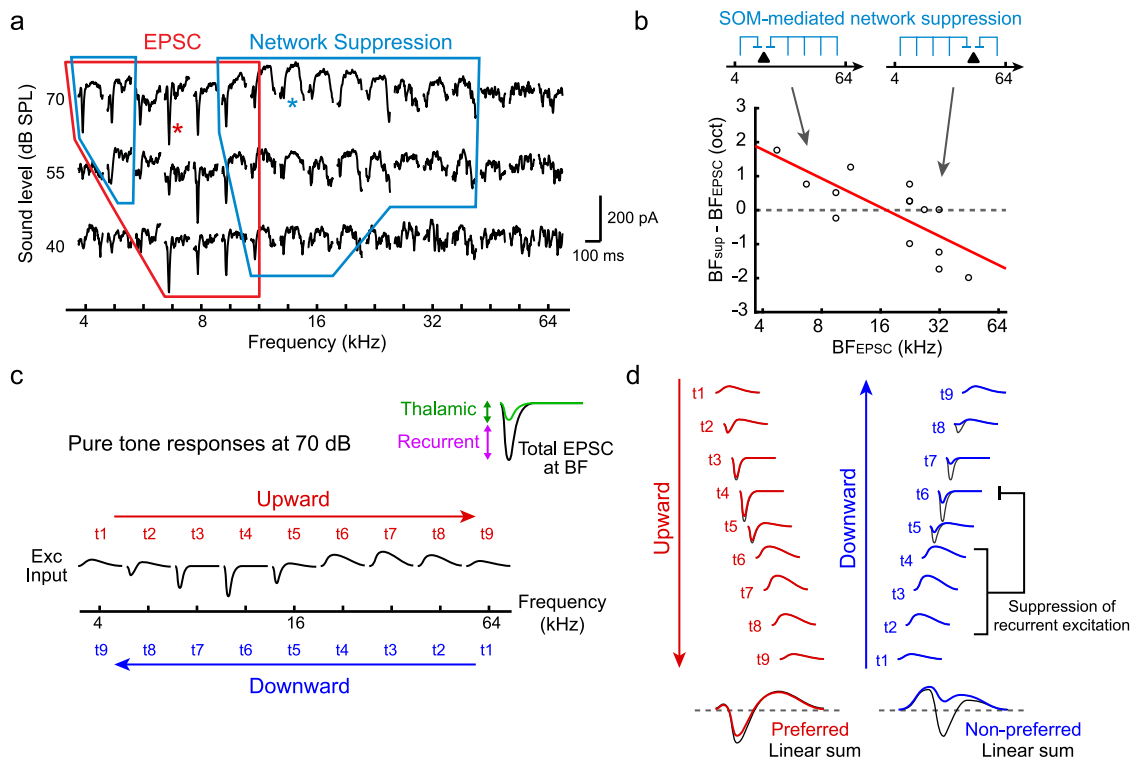 a
EPSC
Network Suppression
Sound level (dB SPL)
70
55
40
*
*
200 pA
100 ms
4 8 16 32 64
Frequency (kHz)
b
SOM-mediated network suppression
4 64 4 64
BFsup - BFEPSC (oct)
3
2
1
0
-1
-2
-3
4 8 16 32 64
BFEPSC (kHz)
c
Pure tone responses at 70 dB
Thalamic
Recurrent
Total EPSC
at BF
Upward
t1 t2 t3 t4 t5 t6 t7 t8 t9
Exc
Input
Frequency
(kHz)
4 16 64
t9 t8 t7 t6 t5 t4 t3 t2 t1
Downward
d
Upward
t1
t2
t3
t4
t5
t6
t7
t8
t9
Preferred
Linear sum
Downward
t9
t8
t7
t6
t5
t4
t3
t2
t1
Suppression of
recurrent excitation
Non-preferred
Linear sum